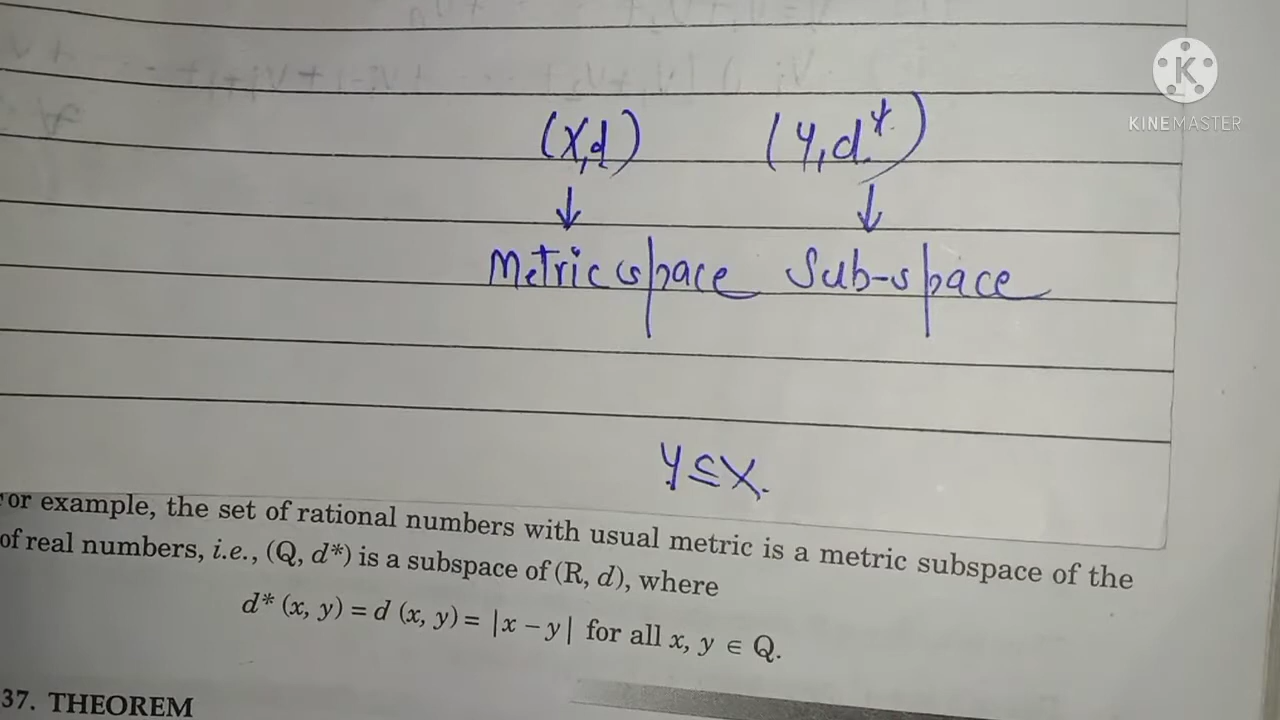 KINEMASTER
(X,d) (Y,d*)
↓ ↓
Metric space Sub-space
Y⊆X.
or example, the set of rational numbers with usual metric is a metric subspace of the
of real numbers, i.e., (Q, d*) is a subspace of (R, d), where
d* (x, y) = d (x, y) = |x – y| for all x, y ∈ Q.
37. THEOREM